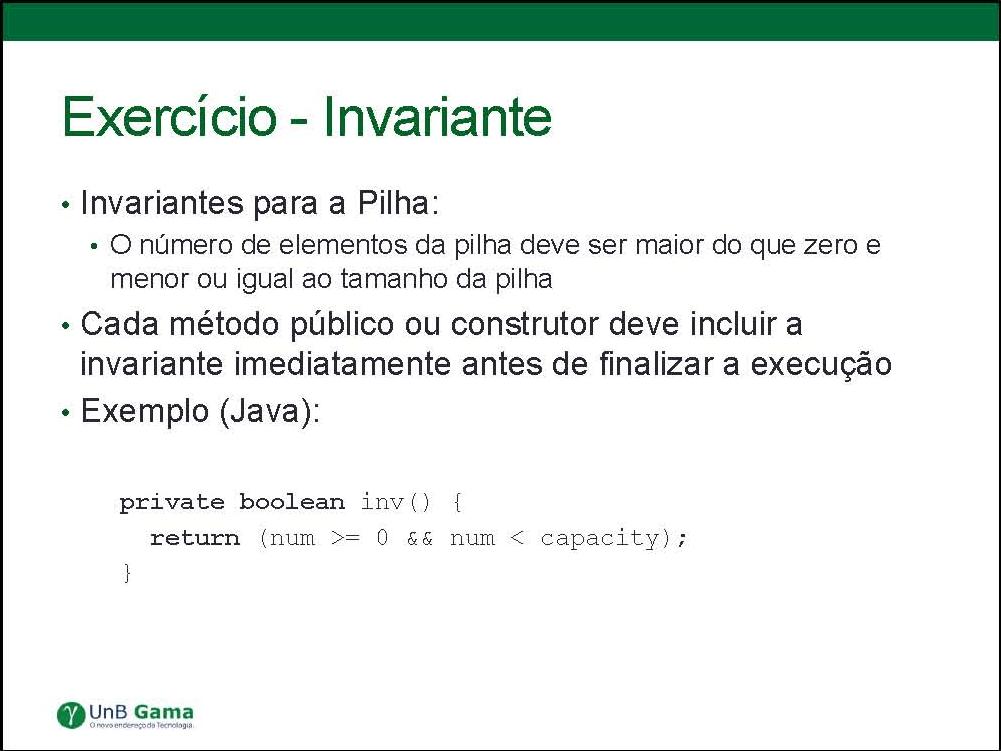 Exercício - Invariante
• Invariantes para a Pilha:
• O número de elementos da pilha deve ser maior do que zero e
menor ou igual ao tamanho da pilha
• Cada método público ou construtor deve incluir a
invariante imediatamente antes de finalizar a execução
• Exemplo (Java):
private boolean inv() {
return (num >= 0 && num < capacity);
}
UnB Gama
O novo endereço da Tecnologia.